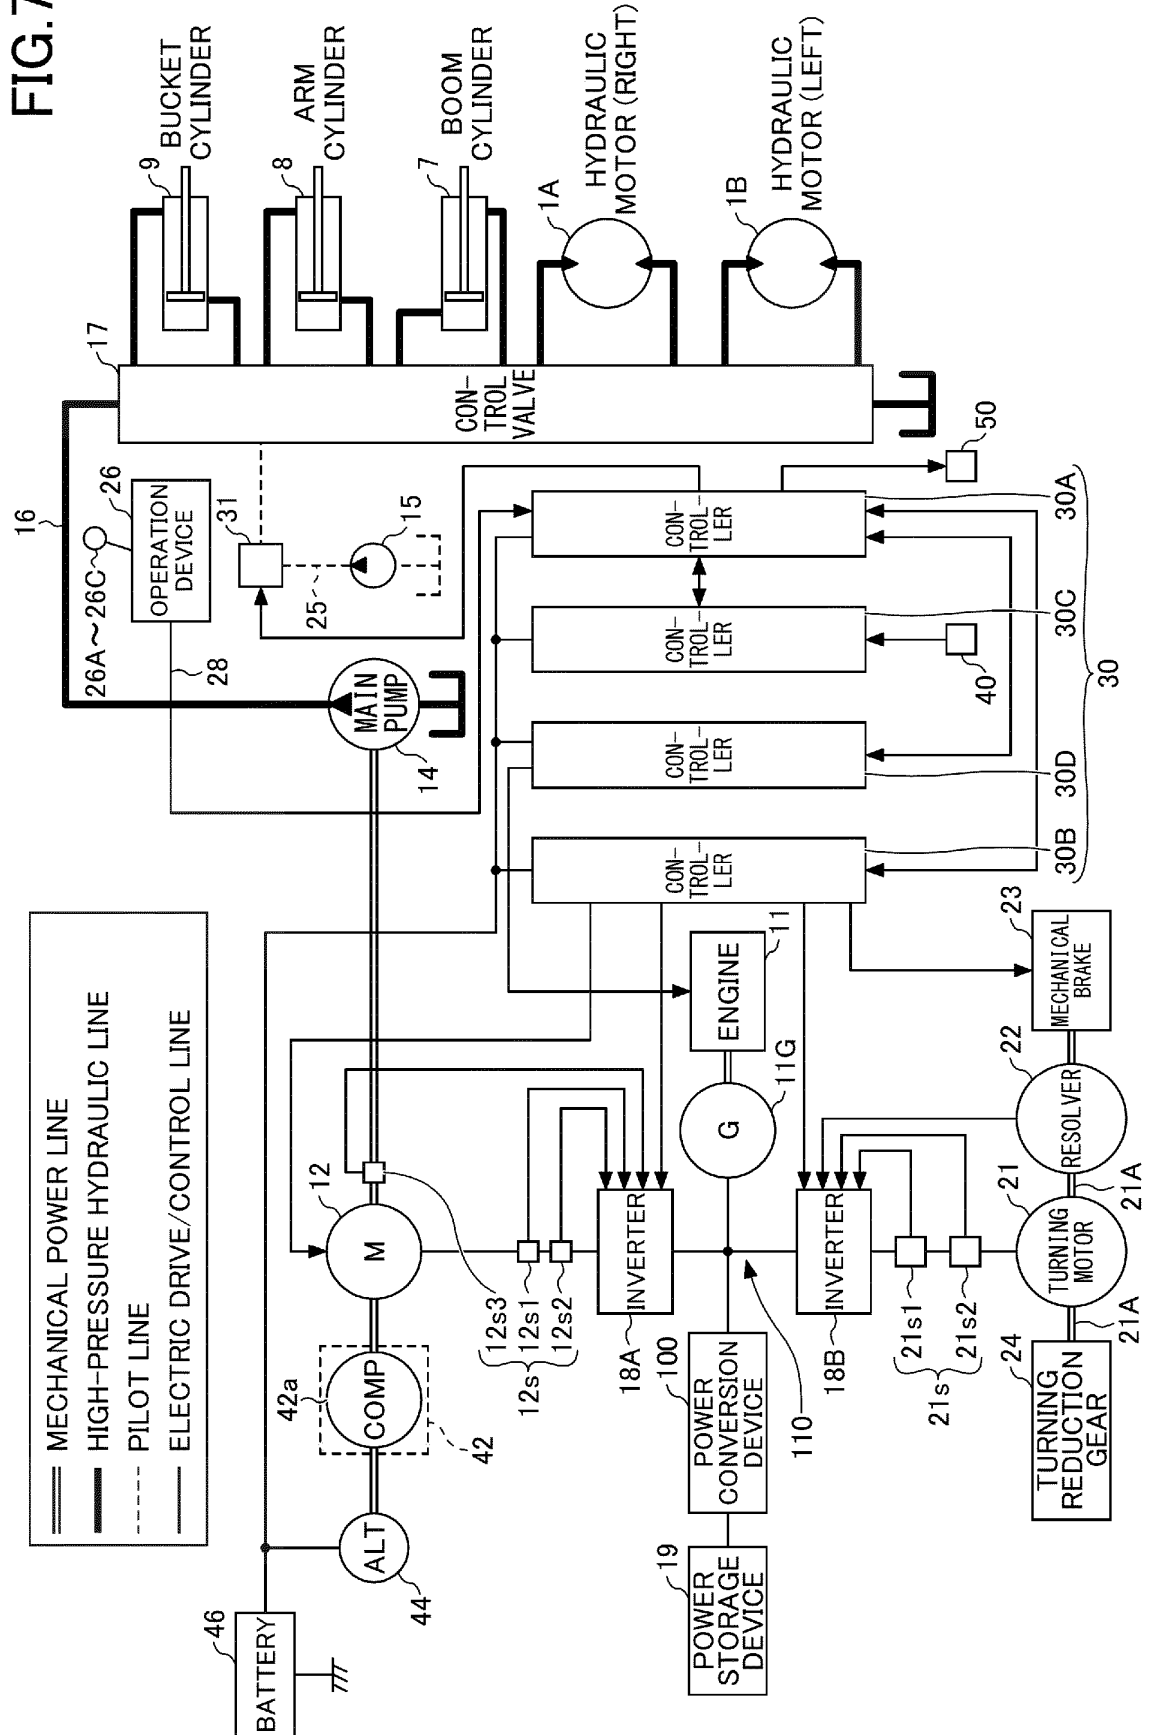 FIG.7
MECHANICAL POWER LINE
HIGH-PRESSURE HYDRAULIC LINE
PILOT LINE
ELECTRIC DRIVE/CONTROL LINE
46
BATTERY
44
ALT
42a
COMP
42
12
M
12s3
12s1
12s2
12s
14
MAIN
PUMP
16
26A～26C
26
OPERATION
DEVICE
28
31
25
15
17
CON-
TROL
VALVE
9
BUCKET
CYLINDER
8
ARM
CYLINDER
7
BOOM
CYLINDER
1A
HYDRAULIC
MOTOR(RIGHT)
1B
HYDRAULIC
MOTOR(LEFT)
19
POWER
STORAGE
DEVICE
100
POWER
CONVERSION
DEVICE
110
18A
INVERTER
18B
INVERTER
G
11G
ENGINE
11
CON-
TROL-
LER
30B
CON-
TROL-
LER
30D
CON-
TROL-
LER
30C
CON-
TROL-
LER
30A
30
40
50
21s1
21s2
21s
24
TURNING
REDUCTION
GEAR
21A
21
TURNING
MOTOR
21A
22
RESOLVER
23
MECHANICAL
BRAKE